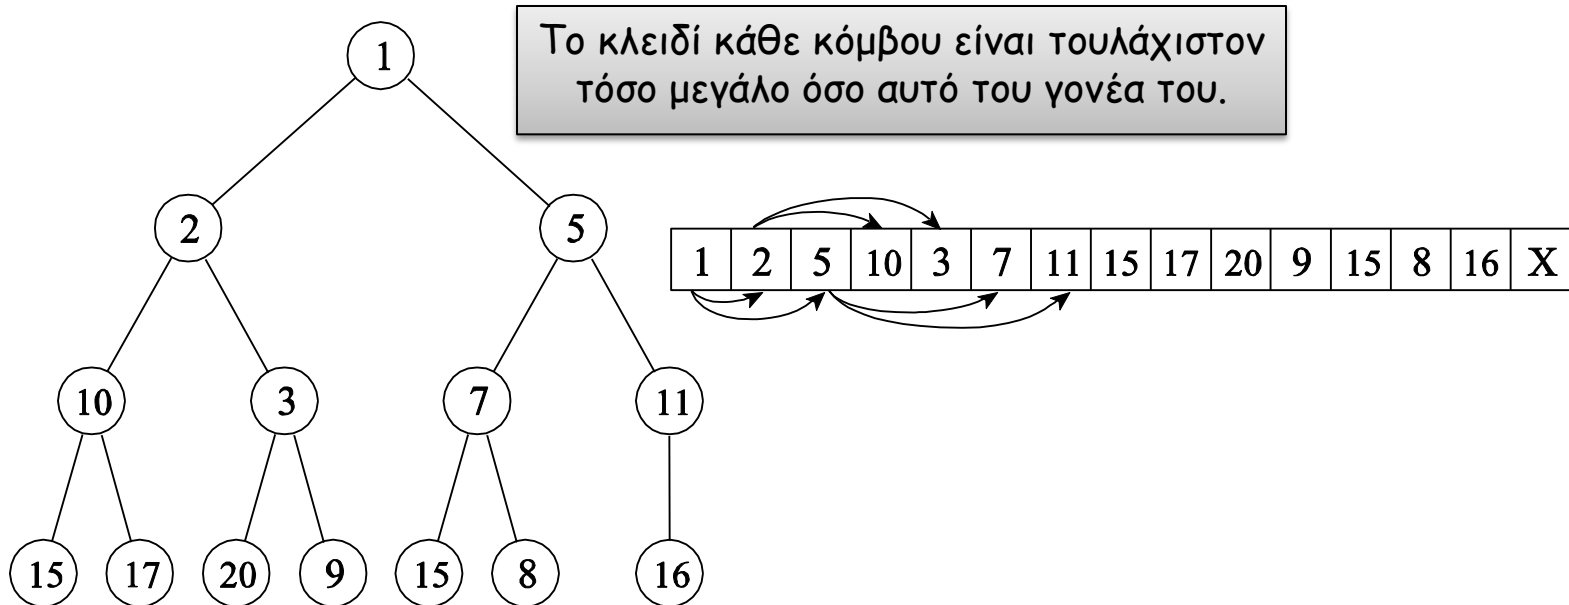 Το κλειδί κάθε κόμβου είναι τουλάχιστον
τόσο μεγάλο όσο αυτό του γονέα του.
1
2 5
10 3 7 11
15 17 20 9 15 8 16
1 2 5 10 3 7 11 15 17 20 9 15 8 16 X